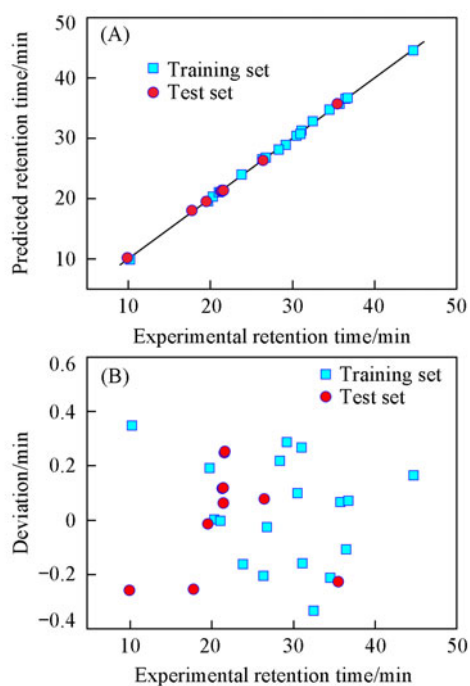 (A)
Training set
Test set
50
40
30
20
10
Predicted retention time/min
10 20 30 40 50
Experimental retention time/min
(B)
Training set
Test set
0.6
0.4
0.2
0
−0.2
−0.4
Deviation/min
10 20 30 40 50
Experimental retention time/min